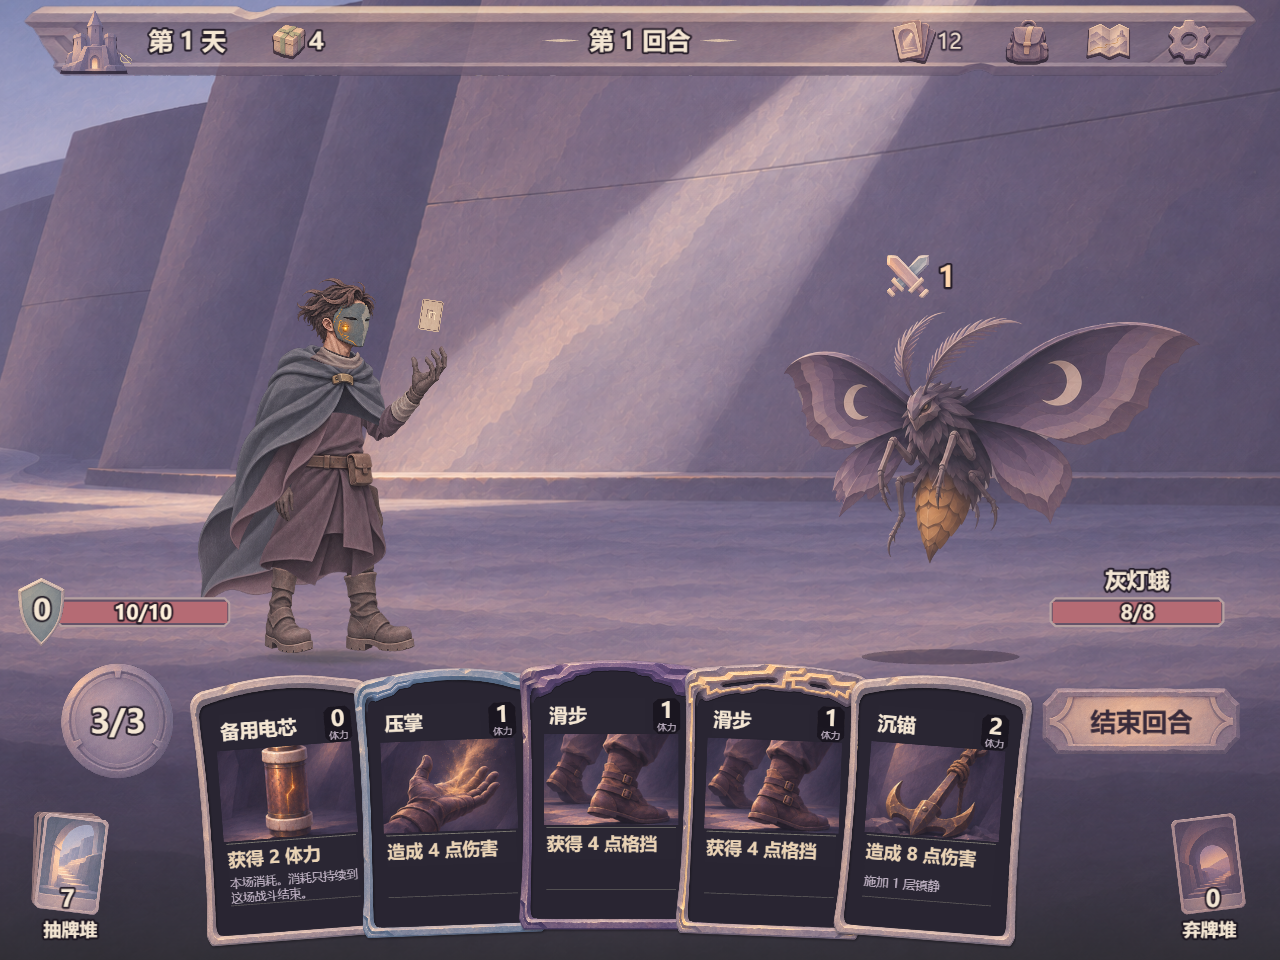 第 1 天
4
第 1 回合
12
1
0
10/10
灰灯蛾
8/8
3/3
备用电芯
0
体力
获得 2 体力
本场消耗。消耗只持续到
这场战斗结束。
压掌
1
体力
造成 4 点伤害
滑步
1
体力
获得 4 点格挡
滑步
1
体力
获得 4 点格挡
沉锚
2
体力
造成 8 点伤害
施加 1 层镇静
结束回合
7
抽牌堆
0
弃牌堆